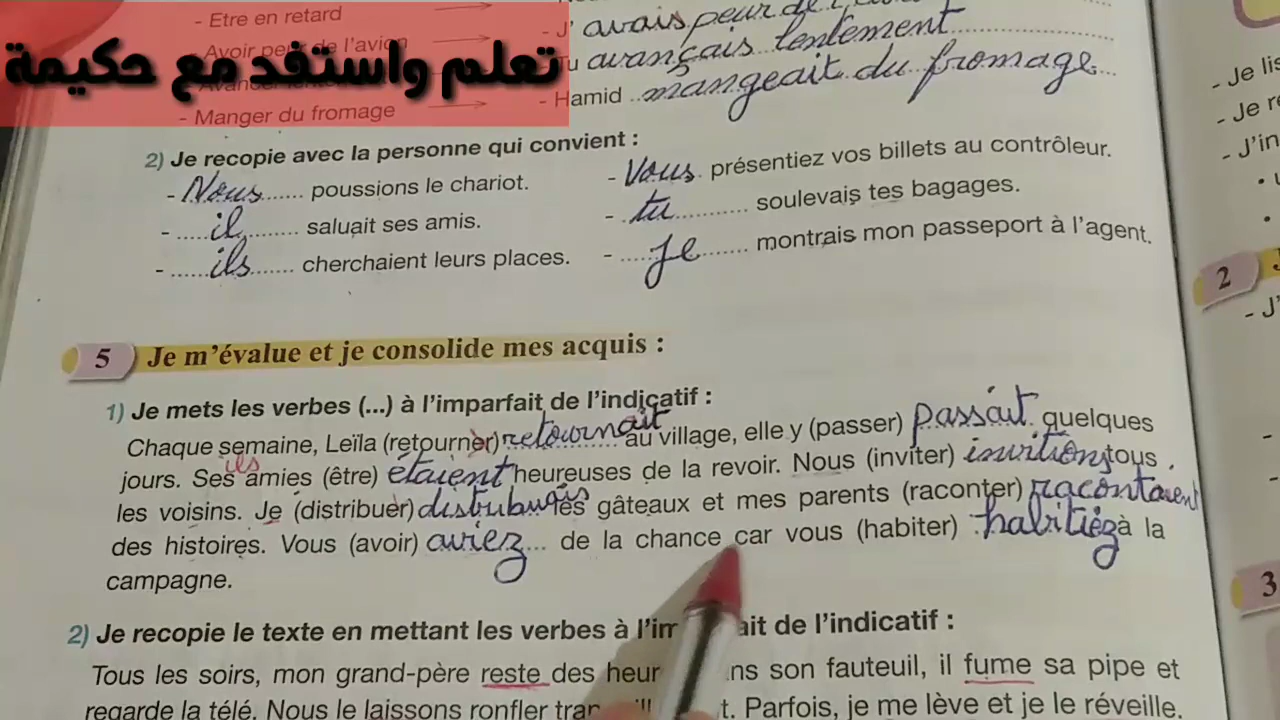 - Etre en retard
- J'avais peur de
- Avoir peur de l'avion
تعلم واستفد مع حكيمة
avançais lentement
- Manger du fromage
- Hamid mangeait du fromage
2) Je recopie avec la personne qui convient :
- Nous poussions le chariot.
- Vous présentiez vos billets au contrôleur.
- il saluait ses amis.
- tu soulevais tes bagages.
- ils cherchaient leurs places.
- Je montrais mon passeport à l'agent.
5 Je m'évalue et je consolide mes acquis :
1) Je mets les verbes (...) à l'imparfait de l'indicatif :
Chaque semaine, Leïla (retourner) retournait au village, elle y (passer) passait quelques
ils
jours. Ses amies (être) étaient heureuses de la revoir. Nous (inviter) invitions tous
les voisins. Je (distribuer) distribuais les gâteaux et mes parents (raconter) racontaient
des histoires. Vous (avoir) aviez ... de la chance car vous (habiter) habitiez à la
campagne.
2) Je recopie le texte en mettant les verbes à l'im ait de l'indicatif :
Tous les soirs, mon grand-père reste des heur ns son fauteuil, il fume sa pipe et
regarde la télé. Nous le laissons ronfler t. Parfois, je me lève et je le réveille.
- Je lis
- Je
- J'in
2
- J'
3